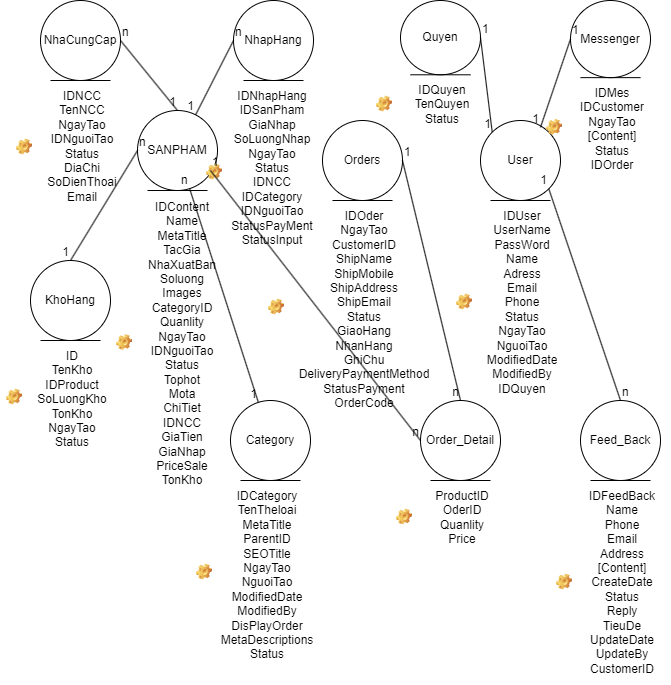 NhaCungCap
n
1
IDNCC
TenNCC
NgayTao
IDNguoiTao
Status
DiaChi
SoDienThoai
Email
NhapHang
n
1
IDNhapHang
IDSanPham
GiaNhap
SoLuongNhap
NgayTao
Status
IDNCC
IDCategory
IDNguoiTao
StatusPayMent
StatusInput
Quyen
1
1
IDQuyen
TenQuyen
Status
Messenger
1
1
IDMes
IDCustomer
NgayTao
[Content]
Status
IDOrder
SANPHAM
n
1
n
IDContent
Name
MetaTitle
TacGia
NhaXuatBan
Soluong
Images
CategoryID
Quanlity
NgayTao
IDNguoiTao
Status
Tophot
Mota
ChiTiet
IDNCC
GiaTien
GiaNhap
PriceSale
TonKho
Orders
1
IDOder
NgayTao
CustomerID
ShipName
ShipMobile
ShipAddress
ShipEmail
Status
GiaoHang
NhanHang
GhiChu
DeliveryPaymentMethod
StatusPayment
OrderCode
User
1
IDUser
UserName
PassWord
Name
Adress
Email
Phone
Status
NgayTao
NguoiTao
ModifiedDate
ModifiedBy
IDQuyen
1
KhoHang
ID
TenKho
IDProduct
SoLuongKho
TonKho
NgayTao
Status
1
Category
IDCategory
TenTheloai
MetaTitle
ParentID
SEOTitle
NgayTao
NguoiTao
ModifiedDate
ModifiedBy
DisPlayOrder
MetaDescriptions
Status
n
n
Order_Detail
ProductID
OderID
Quanlity
Price
n
Feed_Back
IDFeedBack
Name
Phone
Email
Address
[Content]
CreateDate
Status
Reply
TieuDe
UpdateDate
UpdateBy
CustomerID